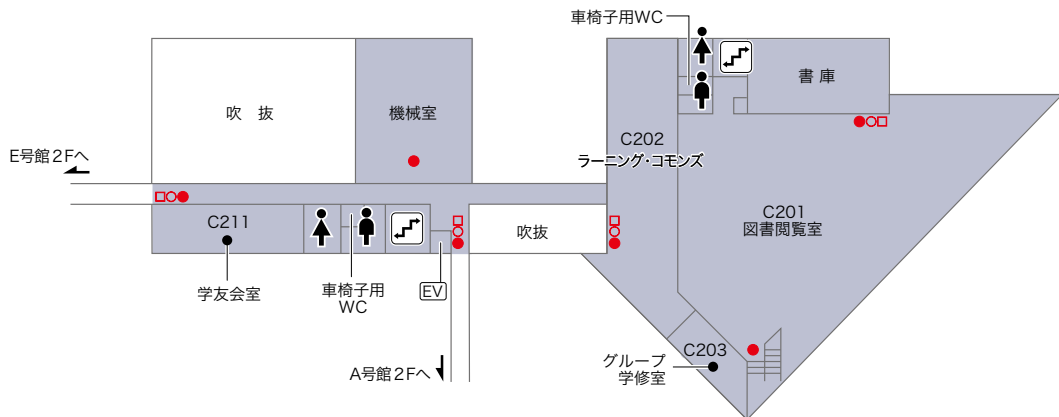 車椅子用WC
書 庫
吹 抜
機械室
C202
ラーニング・コモンズ
E号館2Fへ
C211
C201
図書閲覧室
吹抜
学友会室
車椅子用
WC
EV
C203
グループ
学修室
A号館2Fへ